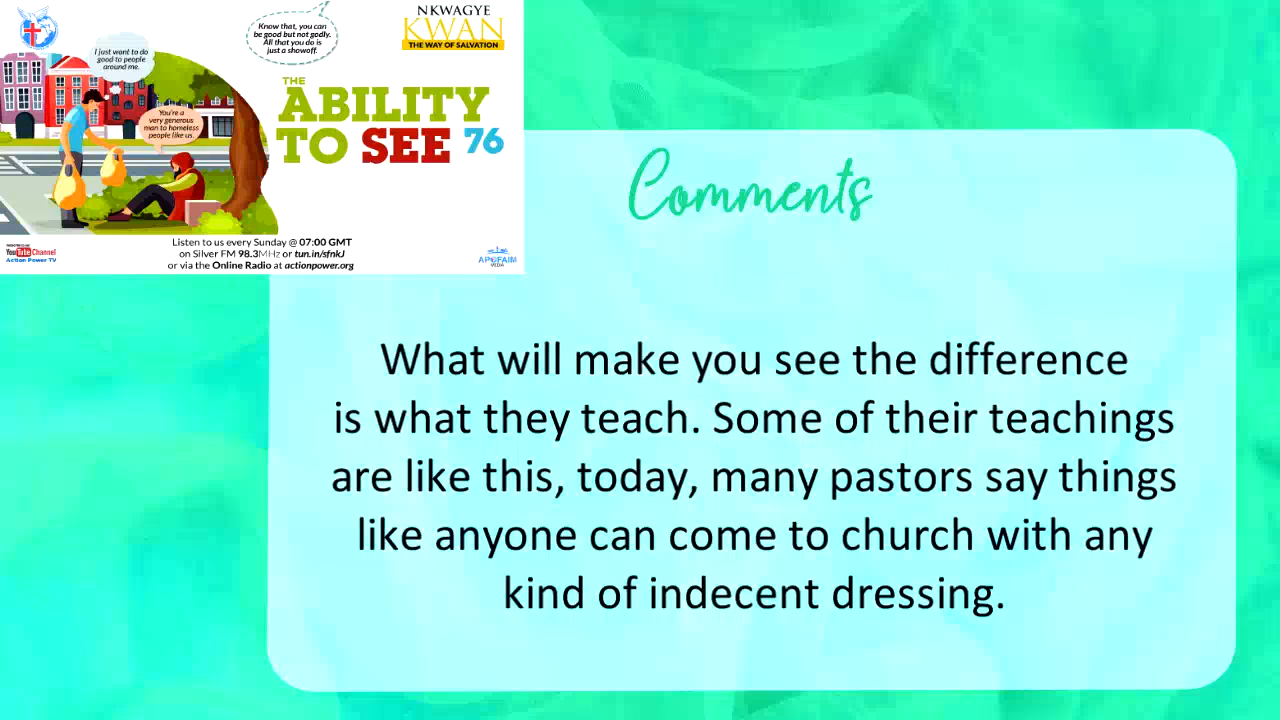 Know that, you can
be good but not godly.
All that you do is
just a showoff.
NKWAGYE
KWAN
THE WAY OF SALVATION
I just want to do
good to people
around me.
You're a
very generous
man to homeless
people like us.
THE
ABILITY
TO SEE 76
Listen to us every Sunday @ 07:00 GMT
on Silver FM 98.3MHz or tun.in/sfnkJ
or via the Online Radio at actionpower.org
YouTube Channel
Action Power TV
APOFAIM
MEDIA
Comments
What will make you see the difference
is what they teach. Some of their teachings
are like this, today, many pastors say things
like anyone can come to church with any
kind of indecent dressing.